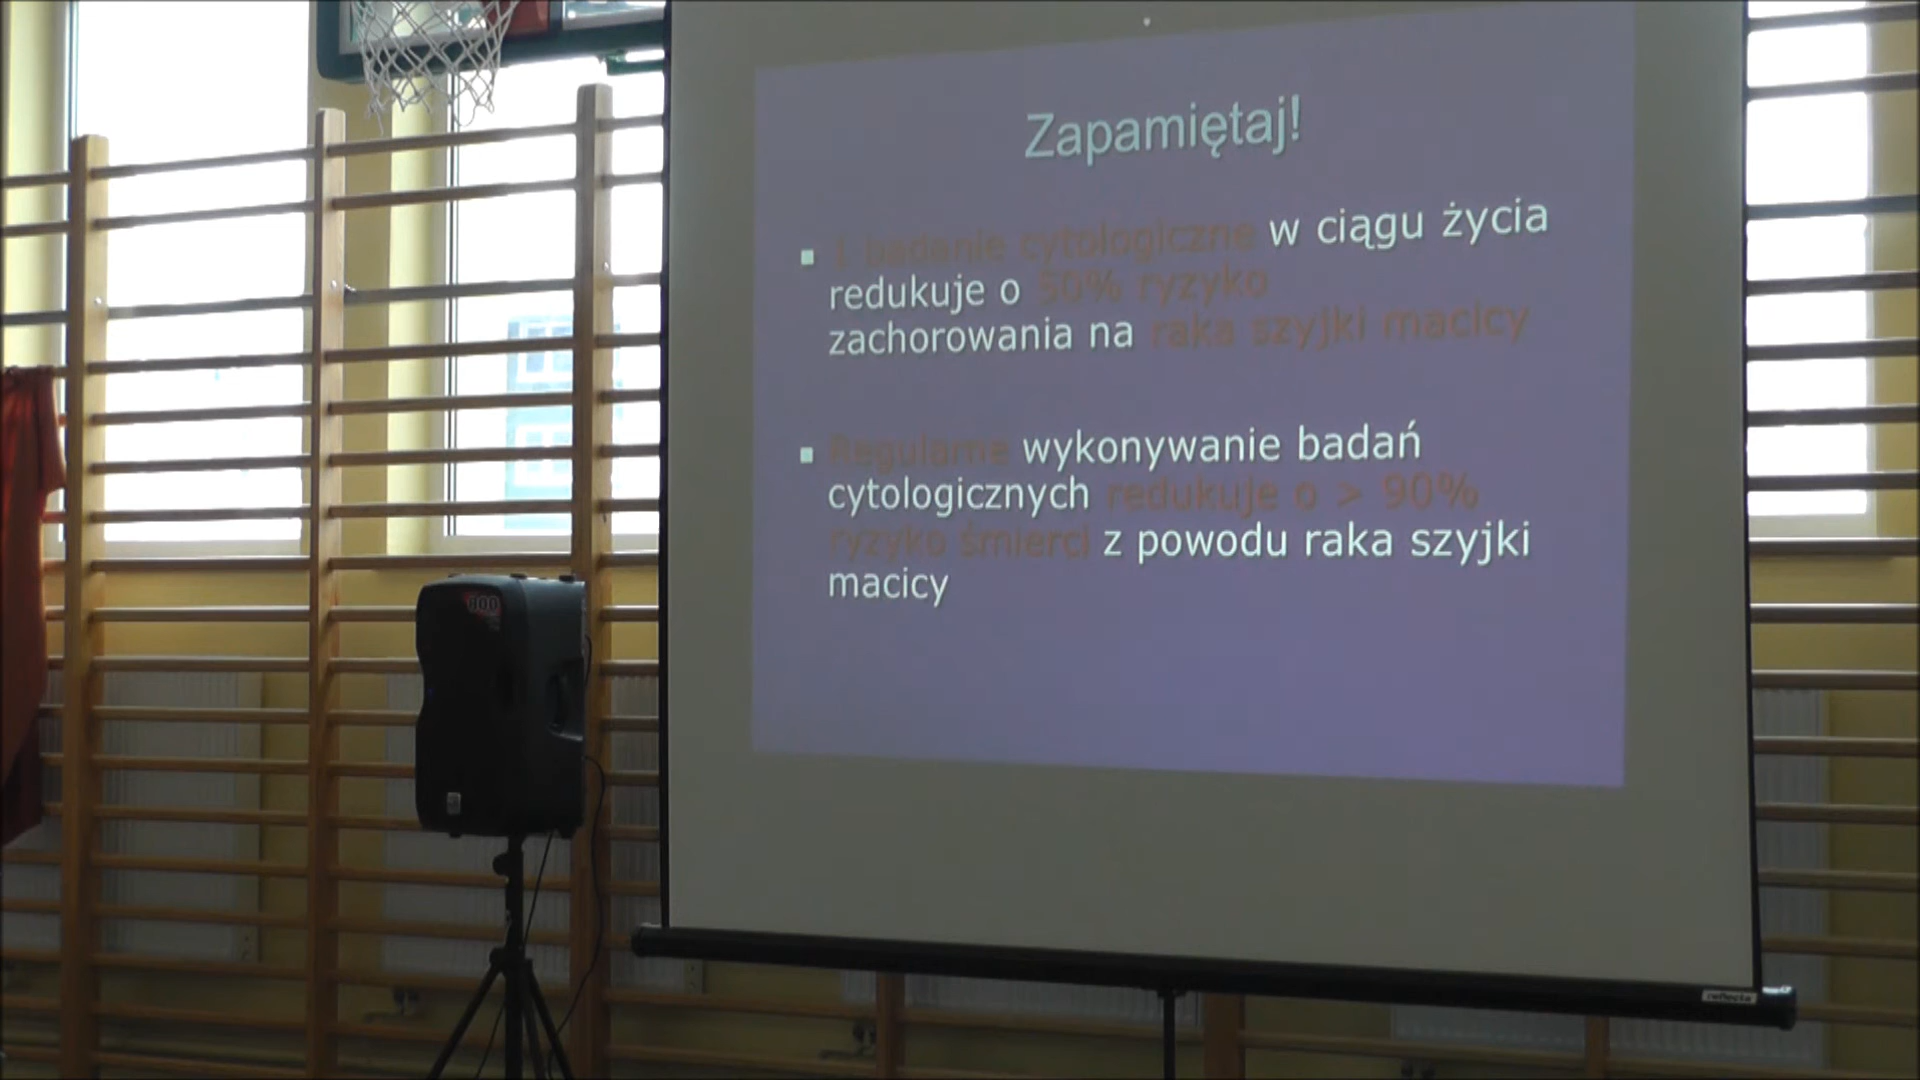 Zapamiętaj!
1 badanie cytologiczne w ciągu życia
redukuje o 50% ryzyko
zachorowania na raka szyjki macicy
Regularne wykonywanie badań
cytologicznych redukuje o > 90%
ryzyko śmierci z powodu raka szyjki
macicy
reflecta